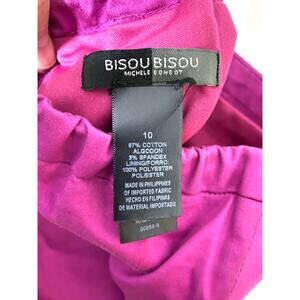 BISOU BISOU
MICHELE BOHBOT
10
97% COTTON
ALGODON
3% SPANDEX
LINING/FORRO:
100% POLYESTER
POLIESTER
MADE IN PHILIPPINES
OF IMPORTED FABRIC
HECHO EN FILIPINAS
DE MATERIAL IMPORTADO